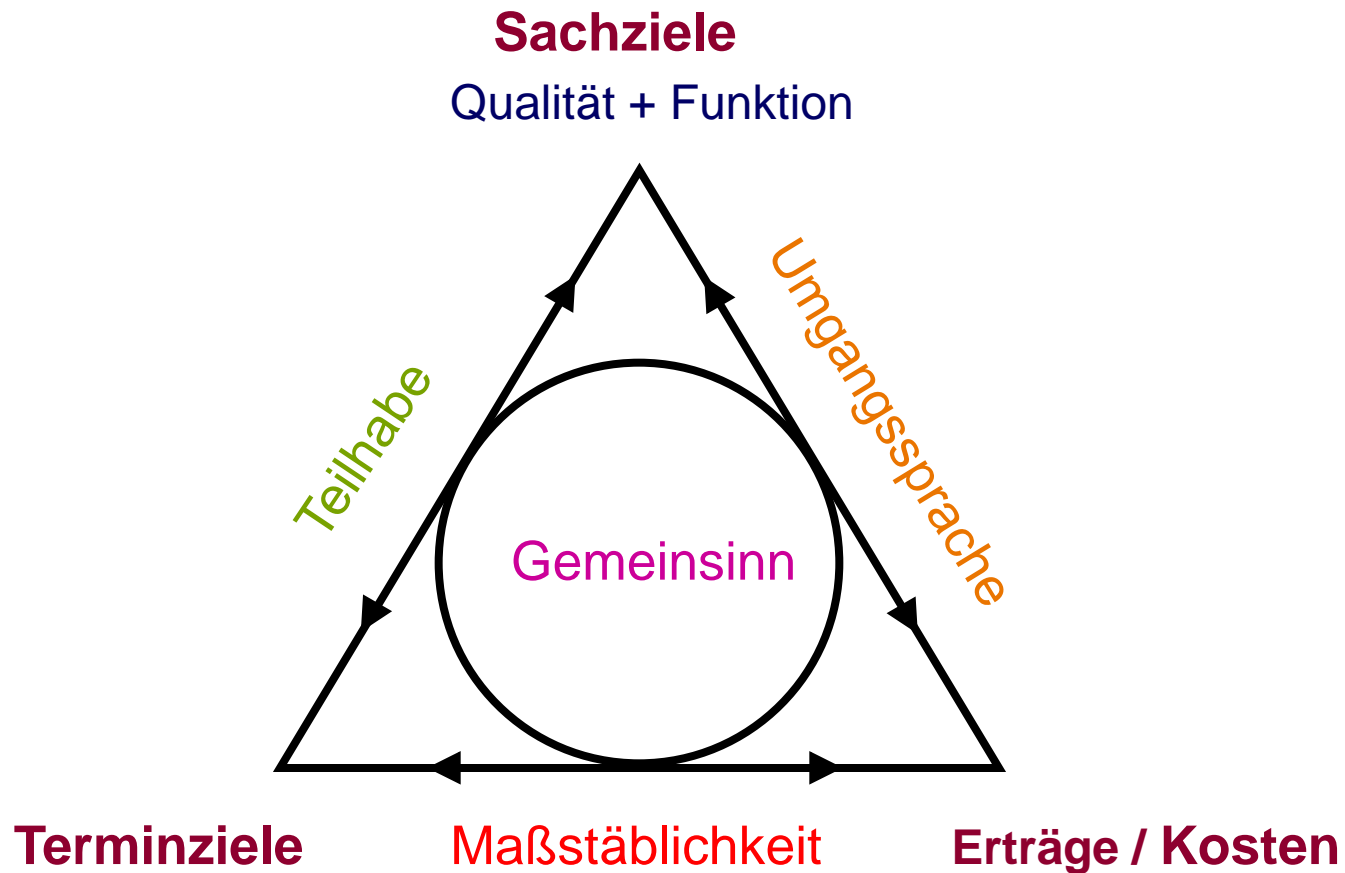 Sachziele
Qualität + Funktion
Umgangssprache
Teilhabe
Gemeinsinn
Terminziele
Maßstäblichkeit
Erträge / Kosten